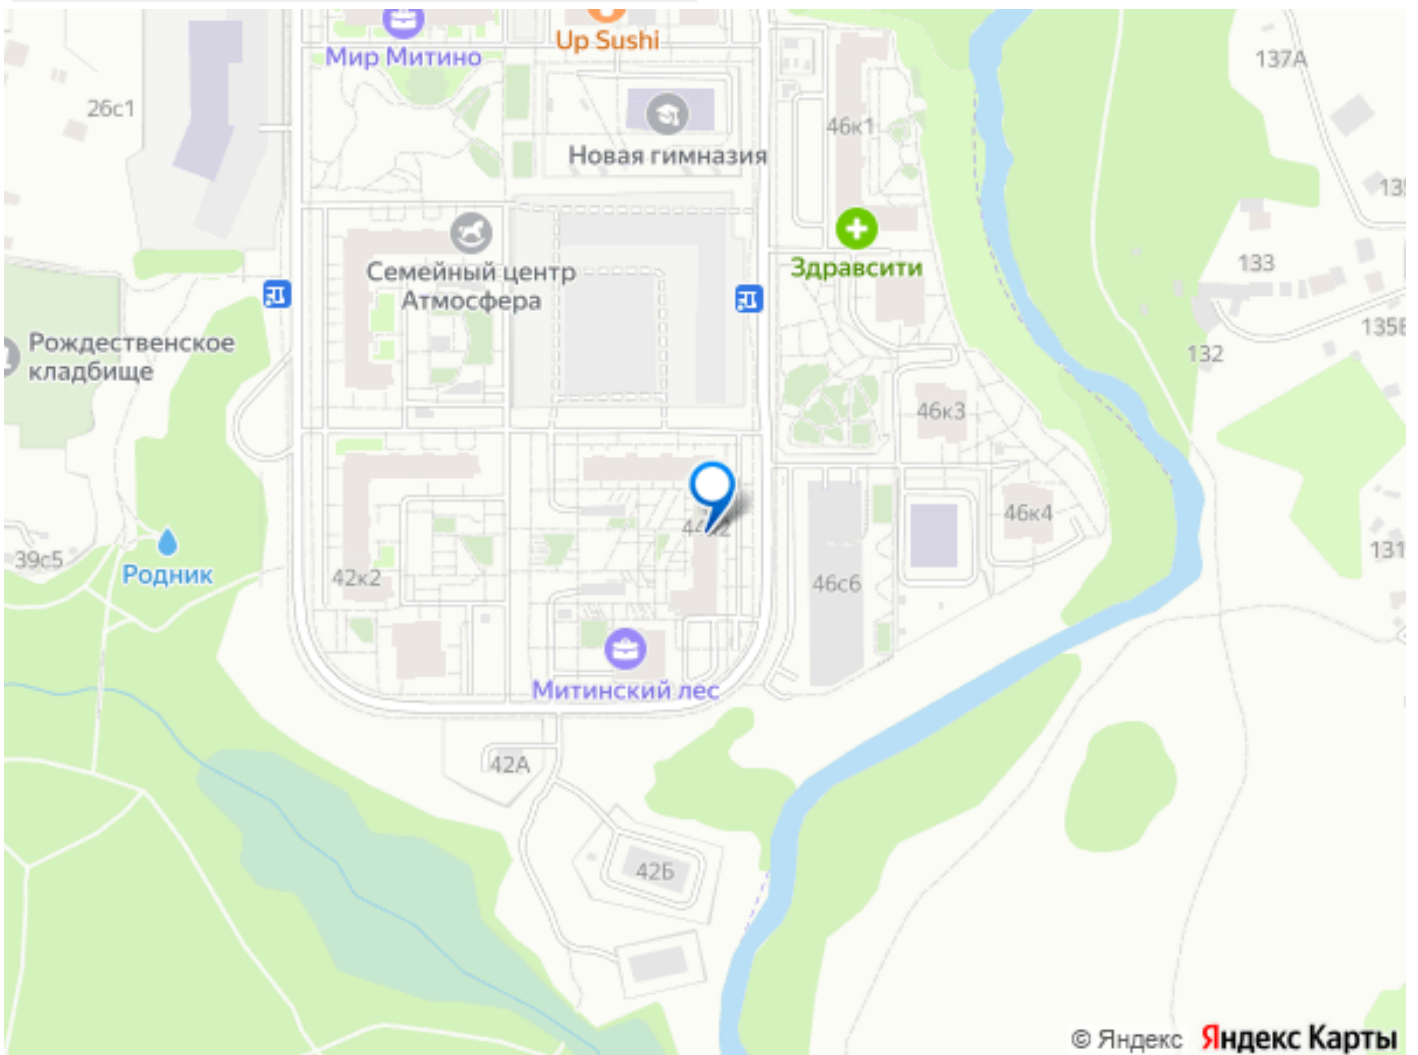 Up Sushi
Мир Митино
137А
26с1
46к1
Новая гимназия
Здравсити
Семейный центр
Атмосфера
133
135Б
Рождественское
кладбище
132
46к3
46к4
39с5
Родник
42к2
46с6
131
Митинский лес
42А
42Б
© Яндекс Яндекс Карты